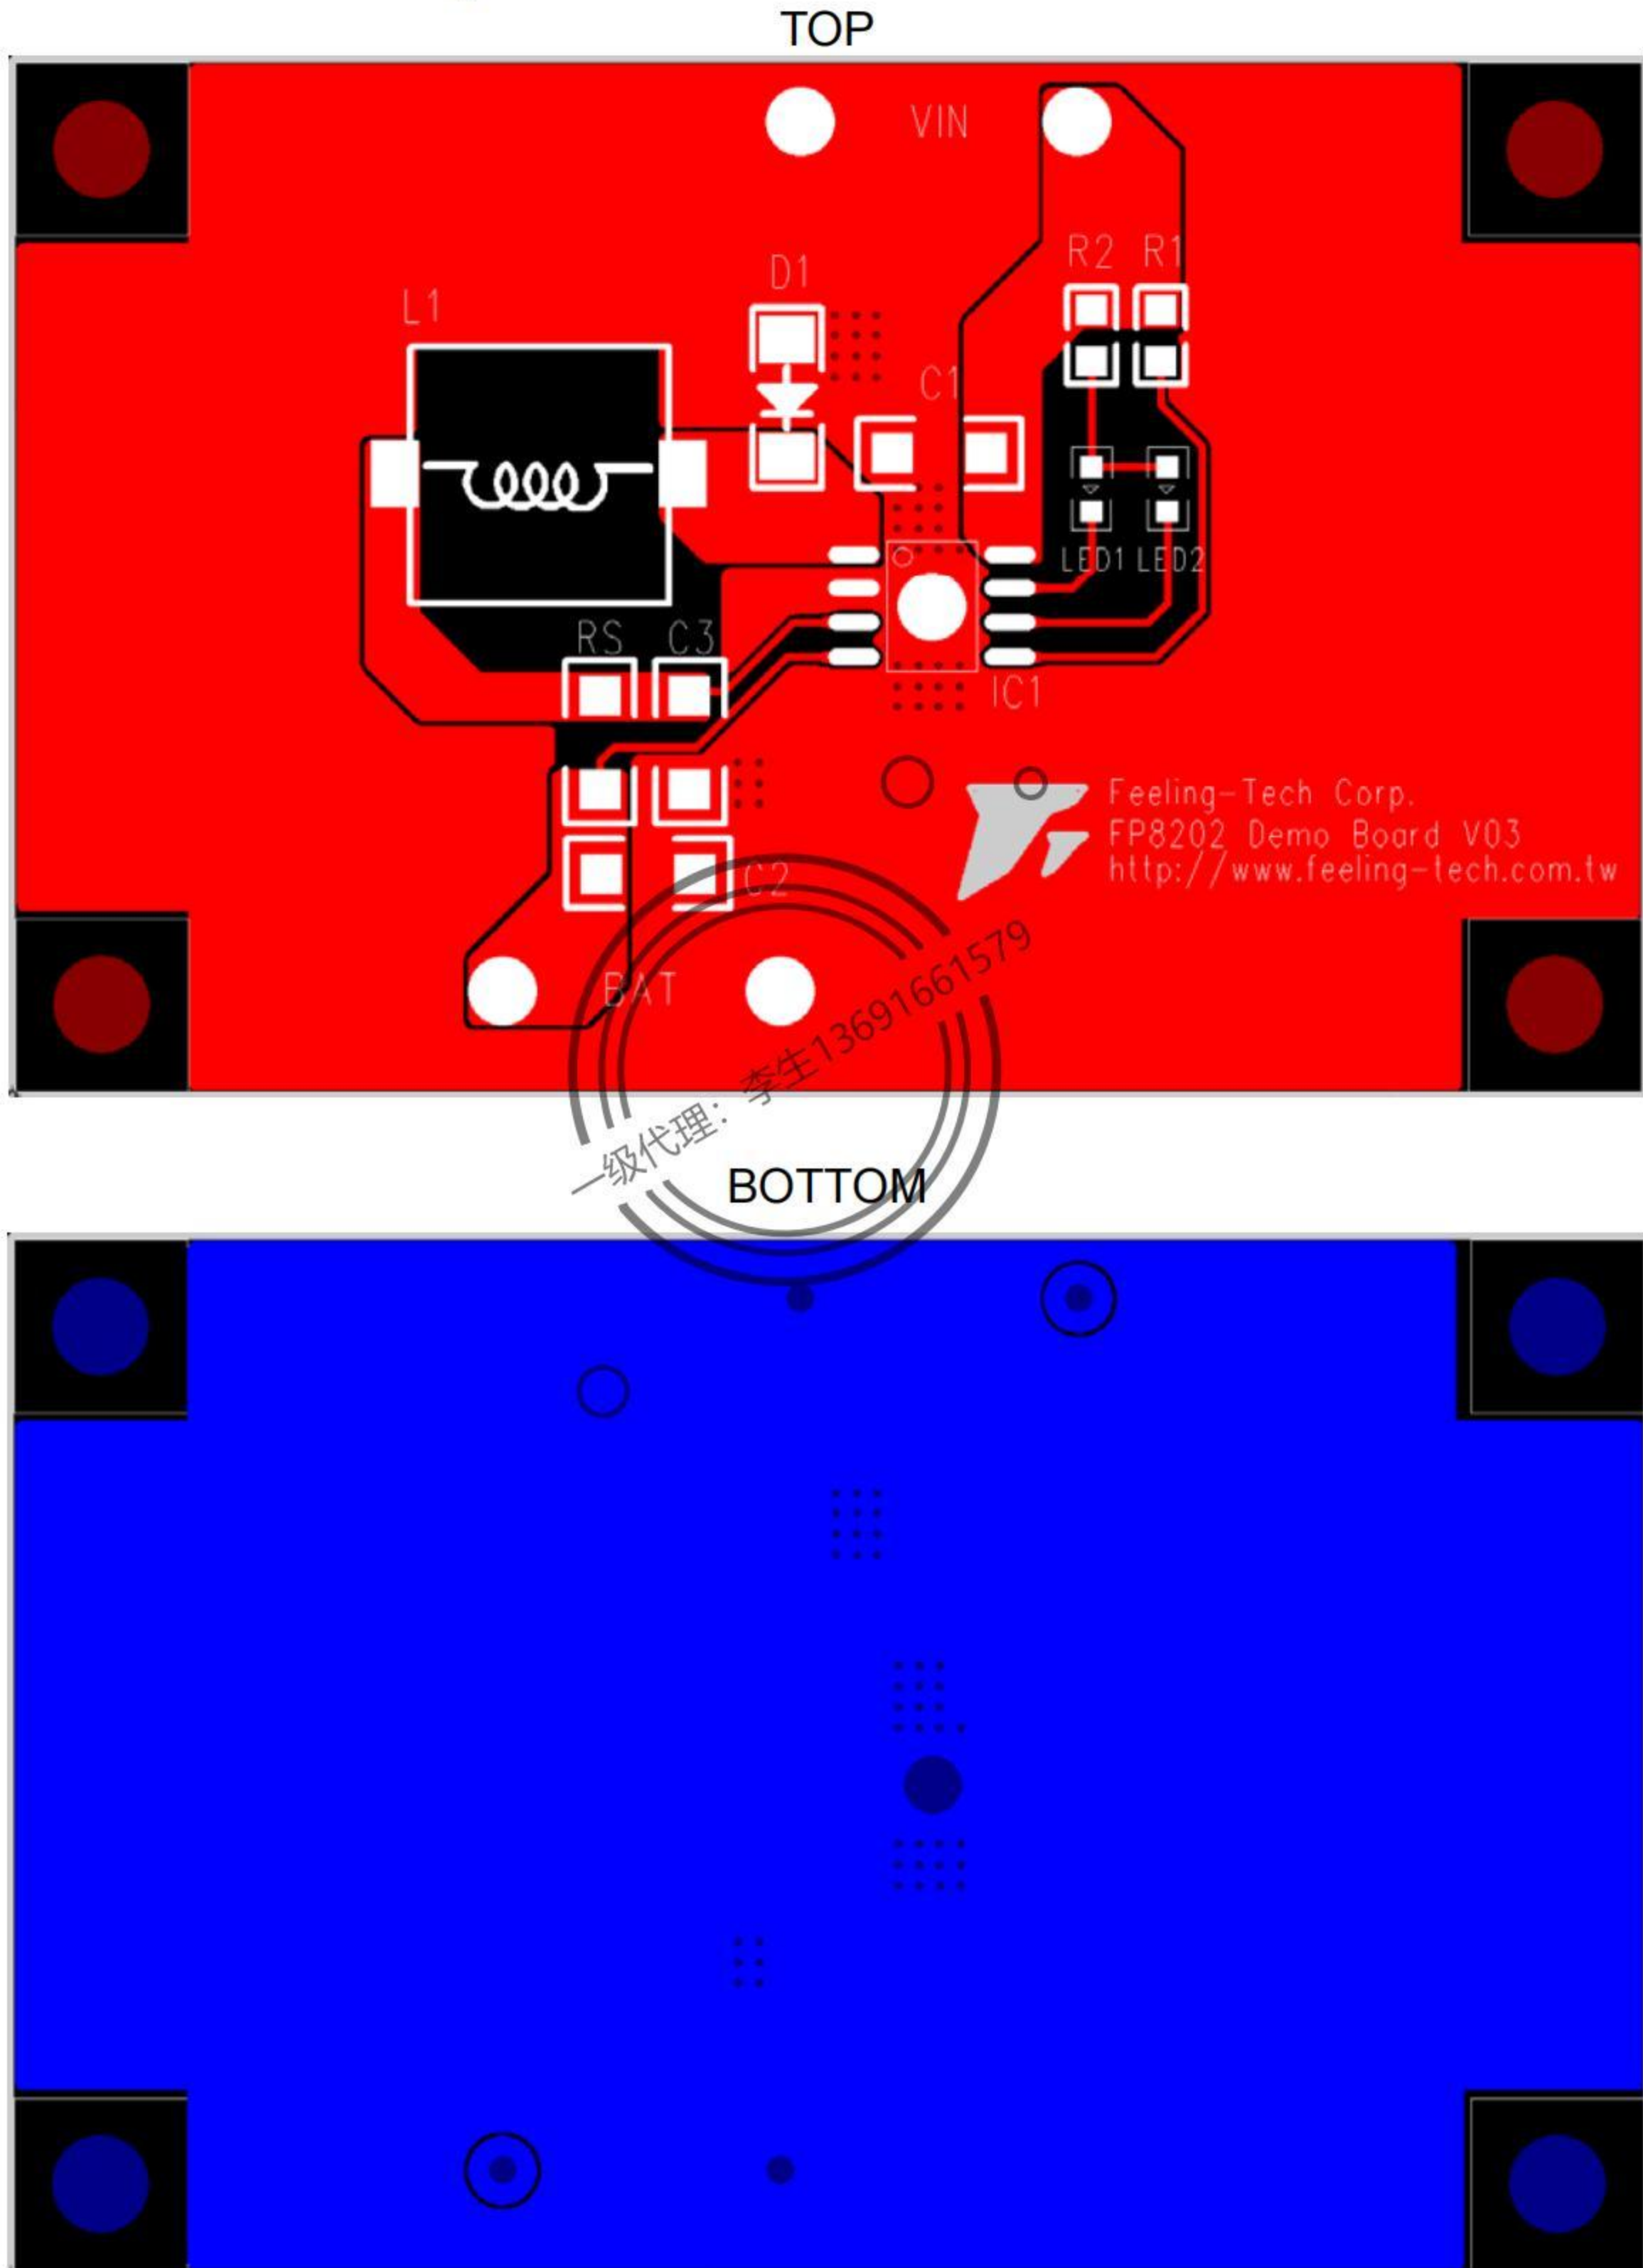 TOP
VIN
R2 R1
D1
L1
C1
LED1 LED2
RS C3
IC1
Feeling-Tech Corp.
FP8202 Demo Board V03
http://www.feeling-tech.com.tw
C2
BAT
一级代理：李生13691661579
BOTTOM